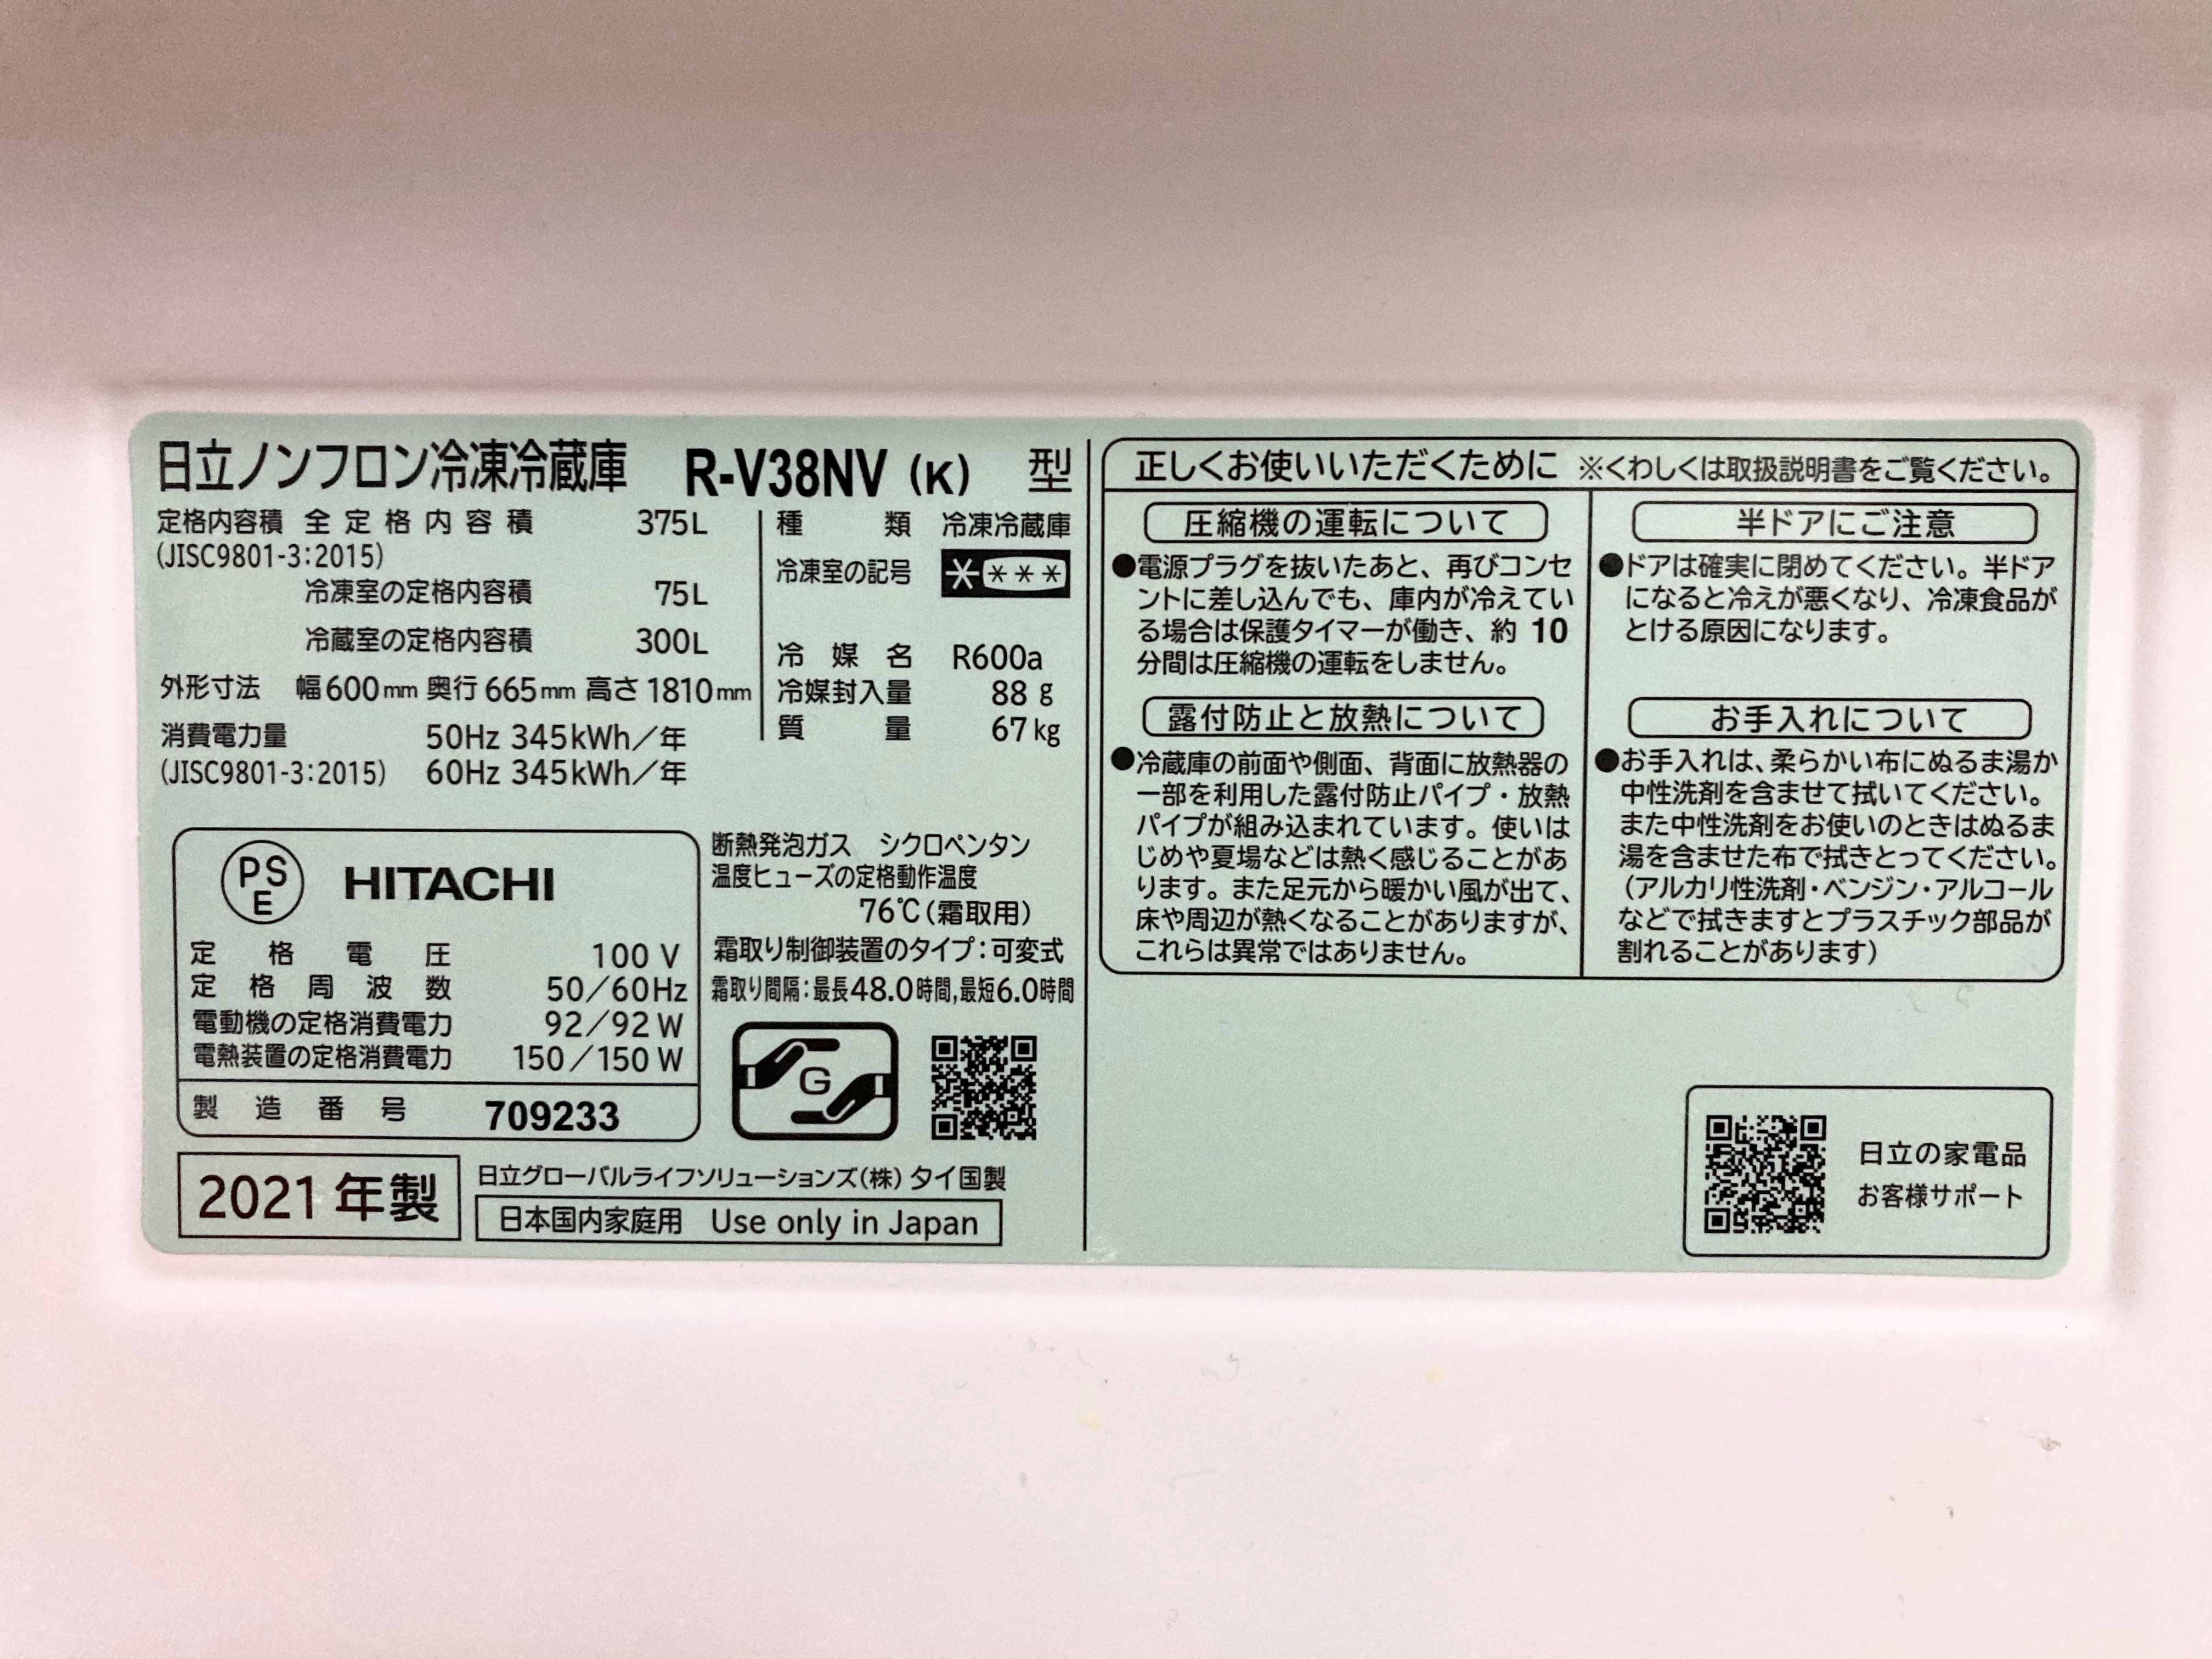 日立ノンフロン冷凍冷蔵庫 R-V38NV (K) 型
定格内容積 全定格内容積 375L
(JISC9801-3:2015)
冷凍室の定格内容積 75L
冷蔵室の定格内容積 300L
外形寸法 幅600mm 奥行665mm 高さ1810mm
消費電力量 50Hz 345kWh/年
(JISC9801-3:2015) 60Hz 345kWh/年
種類 冷凍冷蔵庫
冷凍室の記号 ＊＊＊＊
冷媒名 R600a
冷媒封入量 88 g
質量 67kg
PS
E
HITACHI
定格電圧 100 V
定格周波数 50/60Hz
電動機の定格消費電力 92/92 W
電熱装置の定格消費電力 150/150 W
製造番号 709233
断熱発泡ガス シクロペンタン
温度ヒューズの定格動作温度
76℃(霜取用)
霜取り制御装置のタイプ:可変式
霜取り間隔:最長48.0時間,最短6.0時間
G
2021年製
日立グローバルライフソリューションズ(株) タイ国製
日本国内家庭用 Use only in Japan
正しくお使いいただくために ※くわしくは取扱説明書をご覧ください。
圧縮機の運転について
●電源プラグを抜いたあと、再びコンセ
ントに差し込んでも、庫内が冷えてい
る場合は保護タイマーが働き、約 10
分間は圧縮機の運転をしません。
露付防止と放熱について
●冷蔵庫の前面や側面、背面に放熱器の
一部を利用した露付防止パイプ・放熱
パイプが組み込まれています。使いは
じめや夏場などは熱く感じることがあ
ります。また足元から暖かい風が出て、
床や周辺が熱くなることがありますが、
これらは異常ではありません。
半ドアにご注意
●ドアは確実に閉めてください。半ドア
になると冷えが悪くなり、冷凍食品が
とける原因になります。
お手入れについて
●お手入れは、柔らかい布にぬるま湯か
中性洗剤を含ませて拭いてください。
また中性洗剤をお使いのときはぬるま
湯を含ませた布で拭きとってください。
(アルカリ性洗剤・ベンジン・アルコール
などで拭きますとプラスチック部品が
割れることがあります)
日立の家電品
お客様サポート